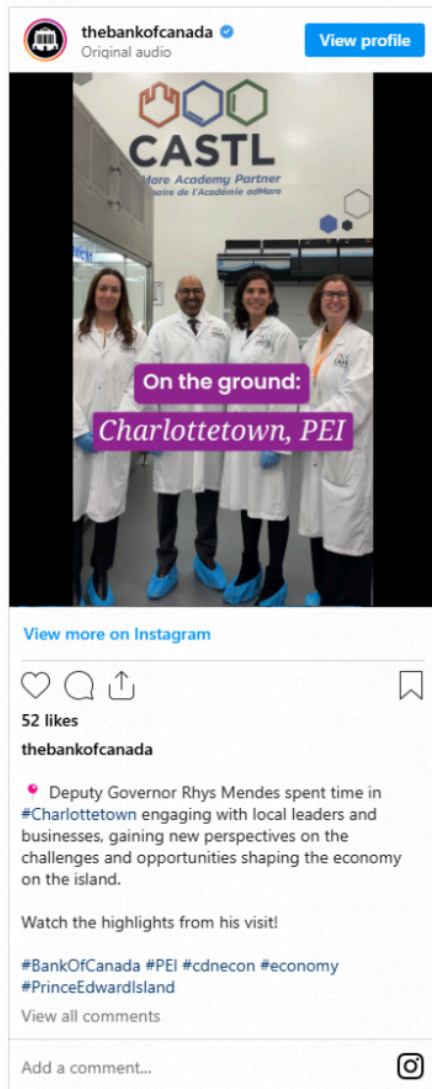 thebankofcanada
Original audio
View profile
CASTL
Mare Academy Partner
naire de l'Académie adMare
On the ground:
Charlottetown, PEI
View more on Instagram
52 likes
thebankofcanada
Deputy Governor Rhys Mendes spent time in
#Charlottetown engaging with local leaders and
businesses, gaining new perspectives on the
challenges and opportunities shaping the economy
on the island.
Watch the highlights from his visit!
#BankOfCanada #PEI #cdnecon #economy
#PrinceEdwardIsland
View all comments
Add a comment...